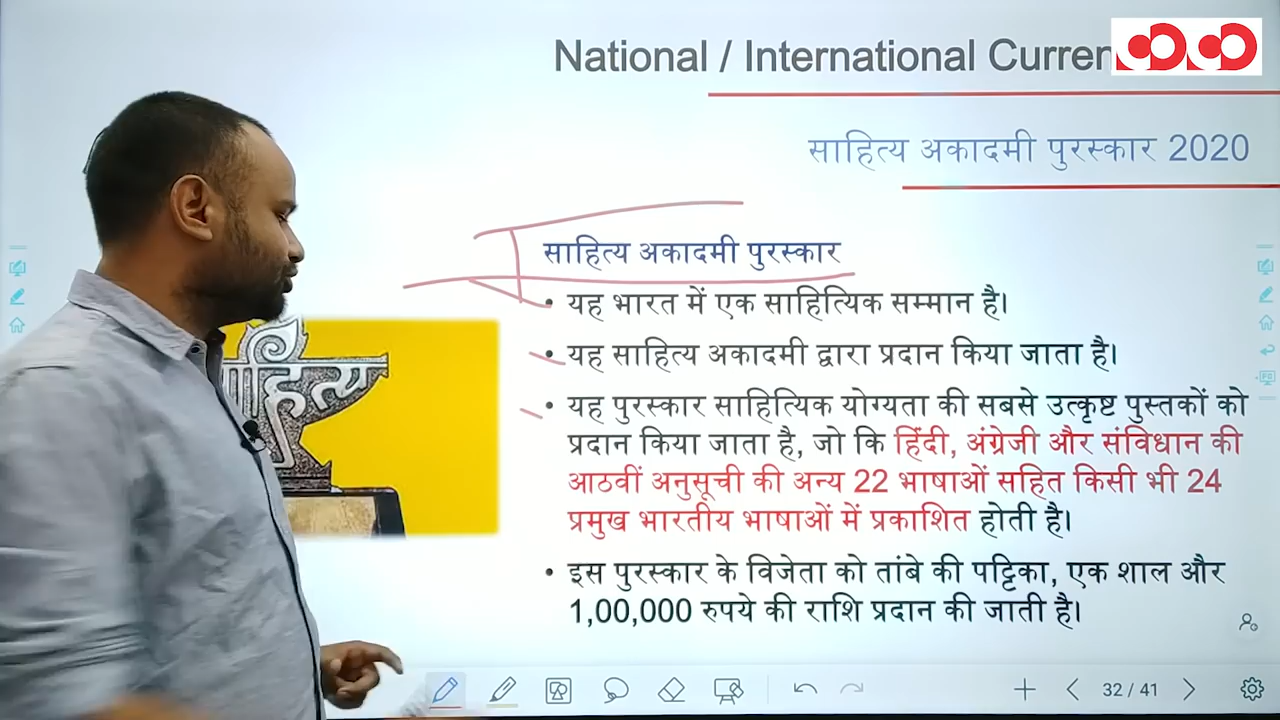 National / International Curren
साहित्य अकादमी पुरस्कार 2020
साहित्य अकादमी पुरस्कार
• यह भारत में एक साहित्यिक सम्मान है।
• यह साहित्य अकादमी द्वारा प्रदान किया जाता है।
• यह पुरस्कार साहित्यिक योग्यता की सबसे उत्कृष्ट पुस्तकों को
प्रदान किया जाता है, जो कि हिंदी, अंग्रेजी और संविधान की
आठवीं अनुसूची की अन्य 22 भाषाओं सहित किसी भी 24
प्रमुख भारतीय भाषाओं में प्रकाशित होती है।
• इस पुरस्कार के विजेता को तांबे की पट्टिका, एक शाल और
1,00,000 रुपये की राशि प्रदान की जाती है।
32 / 41